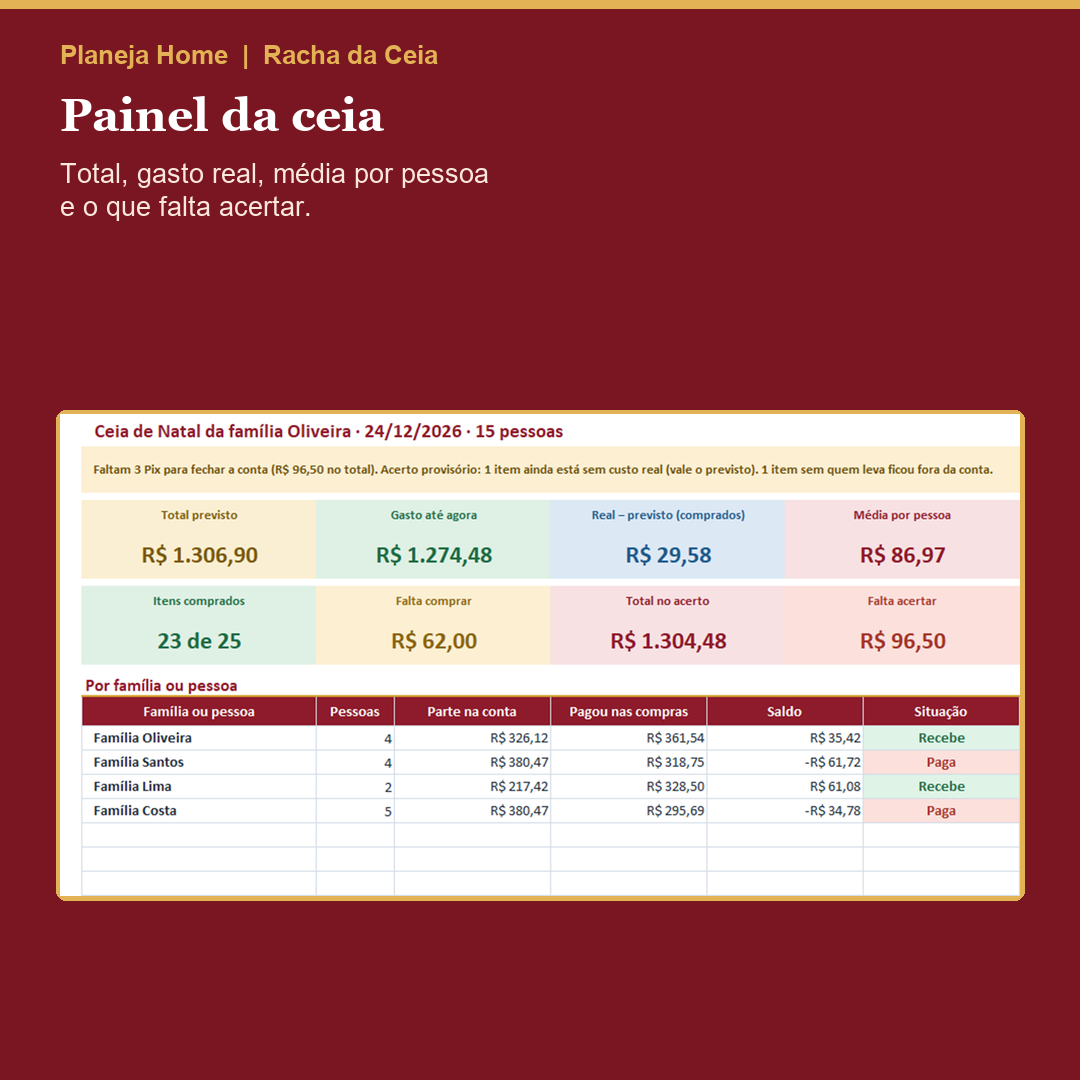 Planeja Home | Racha da Ceia
Painel da ceia
Total, gasto real, média por pessoa
e o que falta acertar.
Ceia de Natal da família Oliveira · 24/12/2026 · 15 pessoas
Faltam 3 Pix para fechar a conta (R$ 96,50 no total). Acerto provisório: 1 item ainda está sem custo real (vale o previsto). 1 item sem quem leva ficou fora da conta.
Total previsto Gasto até agora Real – previsto (comprados) Média por pessoa
R$ 1.306,90 R$ 1.274,48 R$ 29,58 R$ 86,97
Itens comprados Falta comprar Total no acerto Falta acertar
23 de 25 R$ 62,00 R$ 1.304,48 R$ 96,50
Por família ou pessoa
Família ou pessoa Pessoas Parte na conta Pagou nas compras Saldo Situação
Família Oliveira 4 R$ 326,12 R$ 361,54 R$ 35,42 Recebe
Família Santos 4 R$ 380,47 R$ 318,75 -R$ 61,72 Paga
Família Lima 2 R$ 217,42 R$ 328,50 R$ 61,08 Recebe
Família Costa 5 R$ 380,47 R$ 295,69 -R$ 34,78 Paga